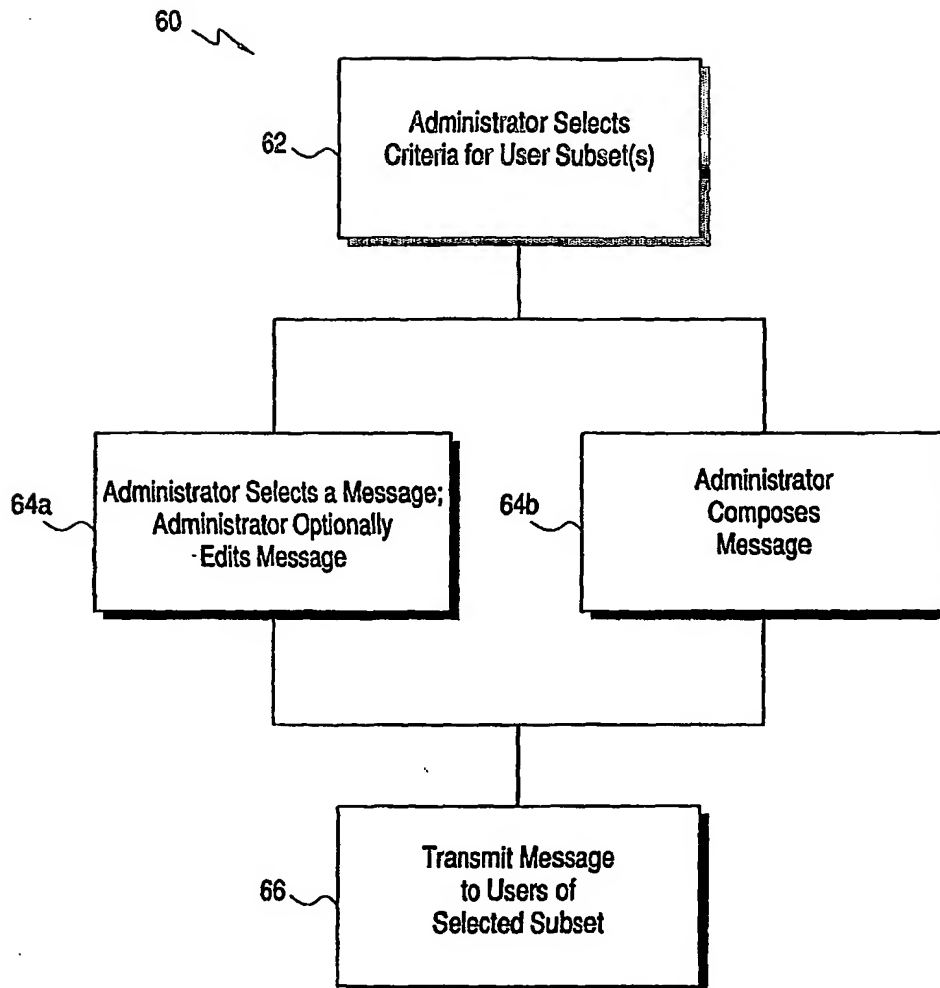 60
62
Administrator Selects
Criteria for User Subset(s)
64a
Administrator Selects a Message;
Administrator Optionally
Edits Message
64b
Administrator
Composes
Message
66
Transmit Message
to Users of
Selected Subset